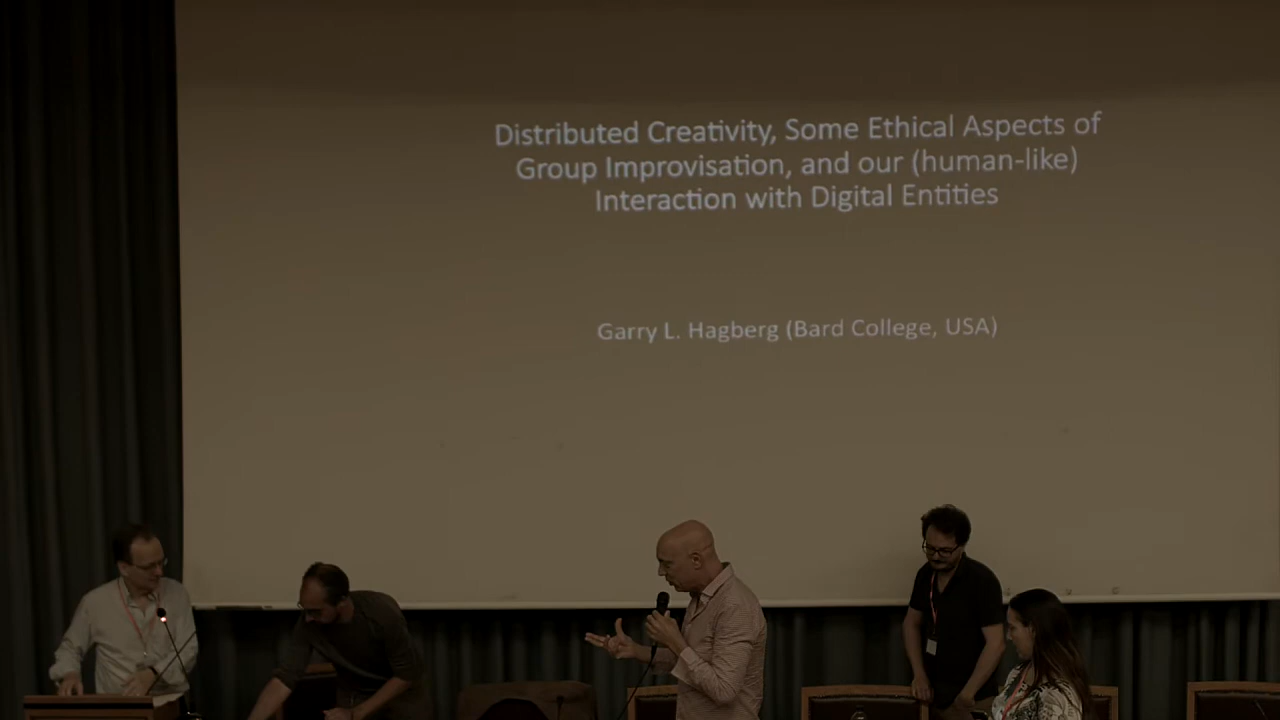 Distributed Creativity, Some Ethical Aspects of
Group Improvisation, and our (human-like)
Interaction with Digital Entities
Garry L. Hagberg (Bard College, USA)